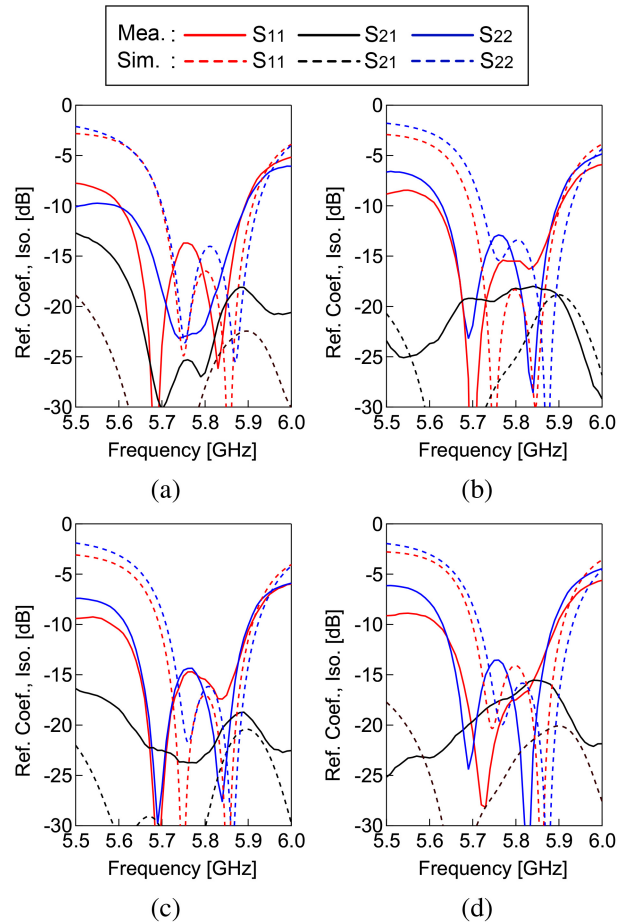 Mea. : S11 S21 S22
Sim. : S11 S21 S22
0
-5
-10
-15
-20
-25
-30
Ref. Coef., Iso. [dB]
5.5 5.6 5.7 5.8 5.9 6.0
Frequency [GHz]
(a)
0
-5
-10
-15
-20
-25
-30
Ref. Coef., Iso. [dB]
5.5 5.6 5.7 5.8 5.9 6.0
Frequency [GHz]
(b)
0
-5
-10
-15
-20
-25
-30
Ref. Coef., Iso. [dB]
5.5 5.6 5.7 5.8 5.9 6.0
Frequency [GHz]
(c)
0
-5
-10
-15
-20
-25
-30
Ref. Coef., Iso. [dB]
5.5 5.6 5.7 5.8 5.9 6.0
Frequency [GHz]
(d)